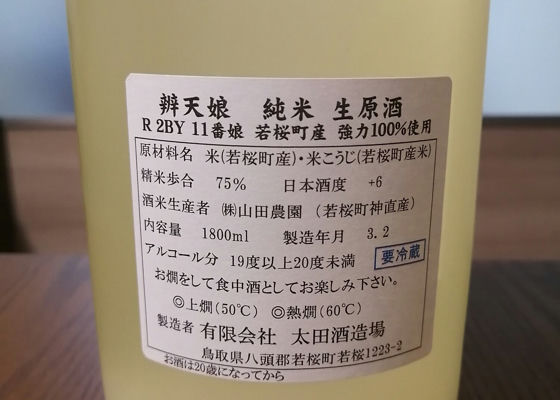 辨天娘 純米 生原酒
R 2BY 11番娘 若桜町産 強力100%使用
原材料名 米(若桜町産)・米こうじ(若桜町産米)
精米歩合 75% 日本酒度 +6
酒米生産者 ㈱山田農園 (若桜町神直産)
内容量 1800ml 製造年月 3.2
アルコール分 19度以上20度未満 要冷蔵
お燗をして食中酒としてお楽しみ下さい。
◎上燗(50℃) ◎熱燗(60℃)
製造者 有限会社 太田酒造場
鳥取県八頭郡若桜町若桜1223-2
お酒は20歳になってから